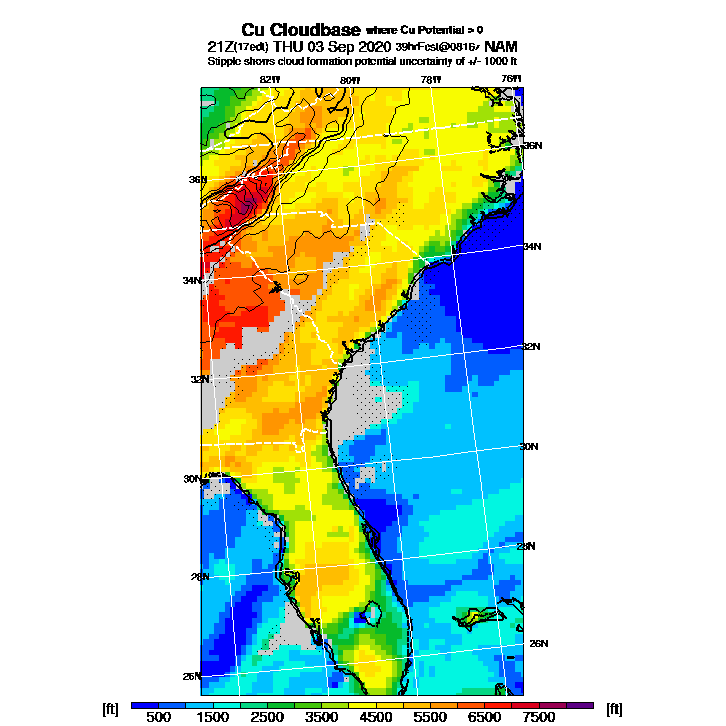 Cu Cloudbase where Cu Potential > 0
21Z(17edt) THU 03 Sep 2020 39hrFcst@0816z NAM
Stipple shows cloud formation potential uncertainty of +/- 1000 ft
82W 80W 78W 76W
36N
36N
34N
34N
32N
32N
30N
30N
28N
28N
26N
26N
[ft] 500 1500 2500 3500 4500 5500 6500 7500 [ft]